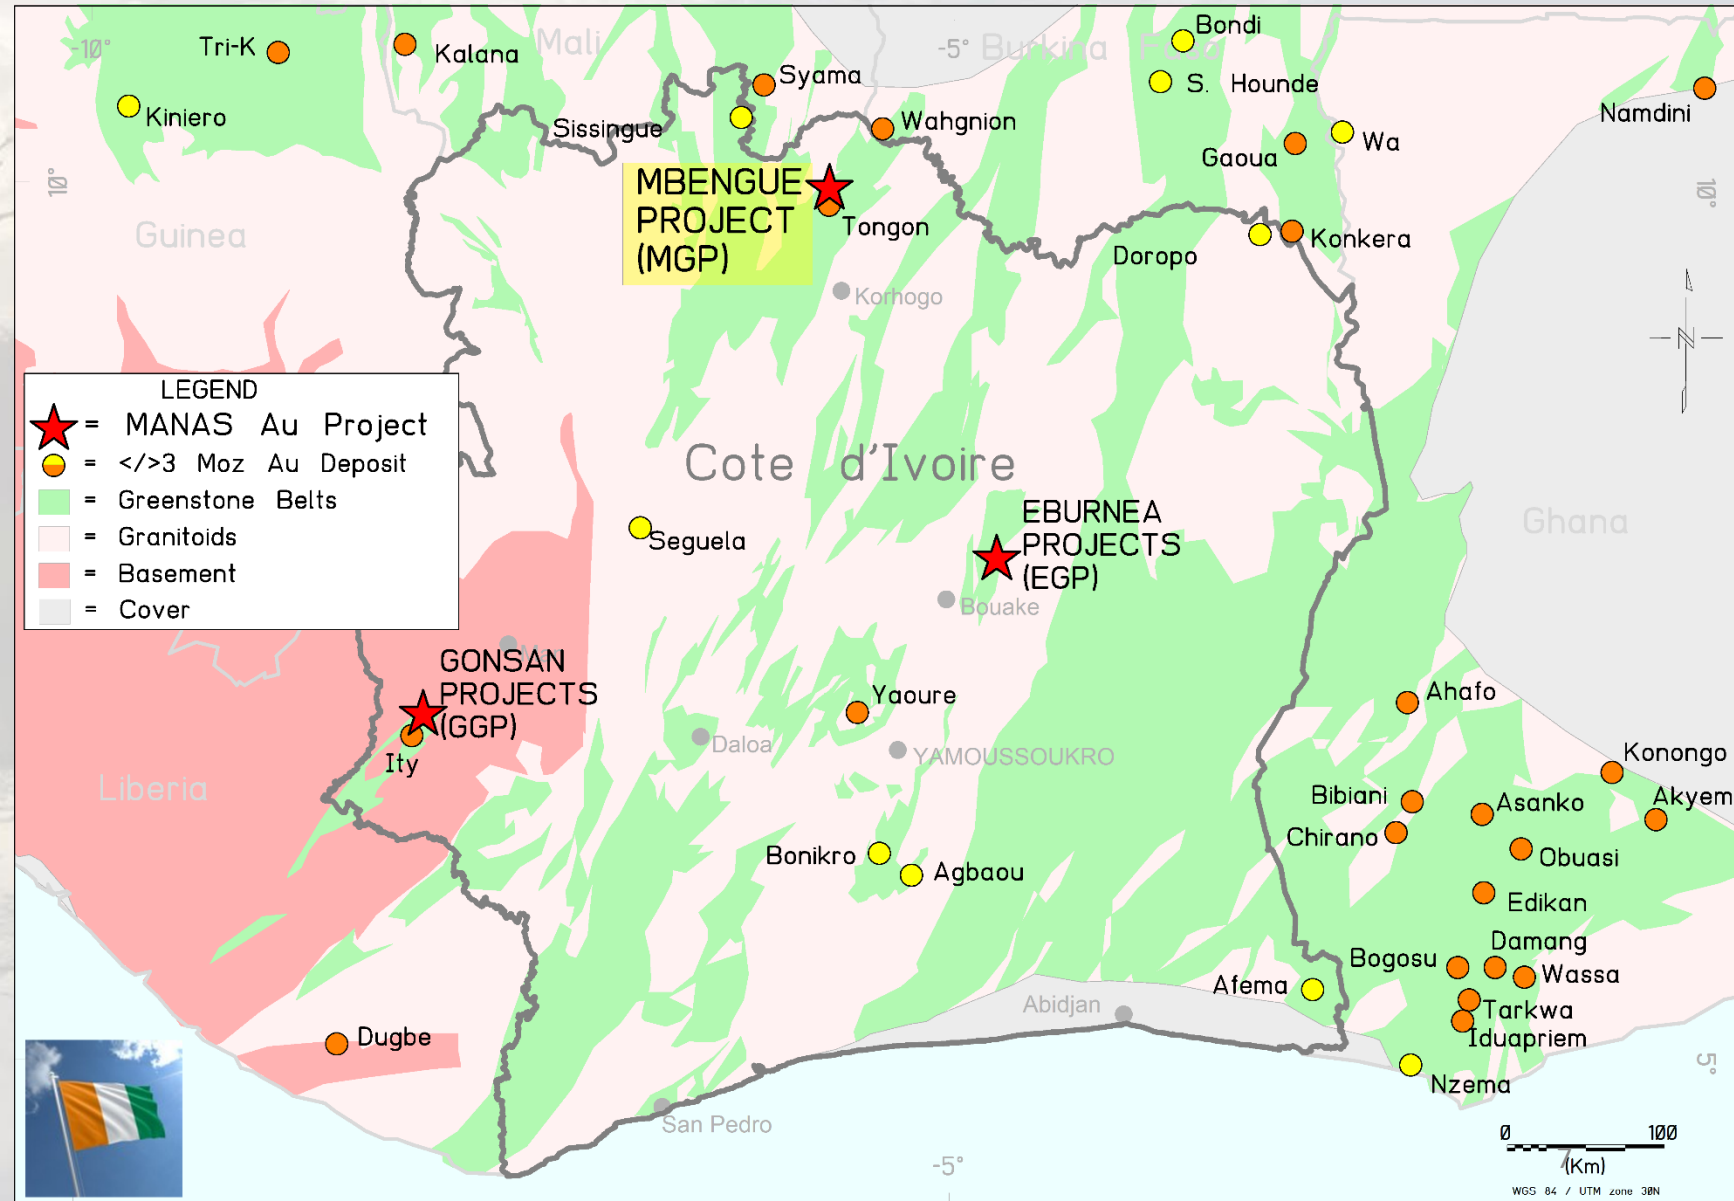 -10°
-5°
Mali
Burkina Faso
Bondi
Tri-K
Kalana
Syama
S. Hounde
Namdini
Kiniero
Sissingue
Wahgnion
Wa
Gaoua
10°
10°
MBENGUE
PROJECT
(MGP)
Tongon
Guinea
Doropo
Konkera
Korhogo
N
LEGEND
= MANAS Au Project
= </>3 Moz Au Deposit
= Greenstone Belts
= Granitoids
= Basement
= Cover
Cote d'Ivoire
Seguela
EBURNEA
PROJECTS
(EGP)
Ghana
Bouake
Man
GONSAN
PROJECTS
(GGP)
Ity
Yaoure
Ahafo
Daloa
YAMOUSSOUKRO
Konongo
Liberia
Bibiani
Asanko
Akyem
Chirano
Obuasi
Bonikro
Agbaou
Edikan
Damang
Bogosu
Wassa
Afema
Abidjan
Tarkwa
Iduapriem
Dugbe
5°
Nzema
San Pedro
-5°
0 100
7
(Km)
WGS 84 / UTM zone 30N